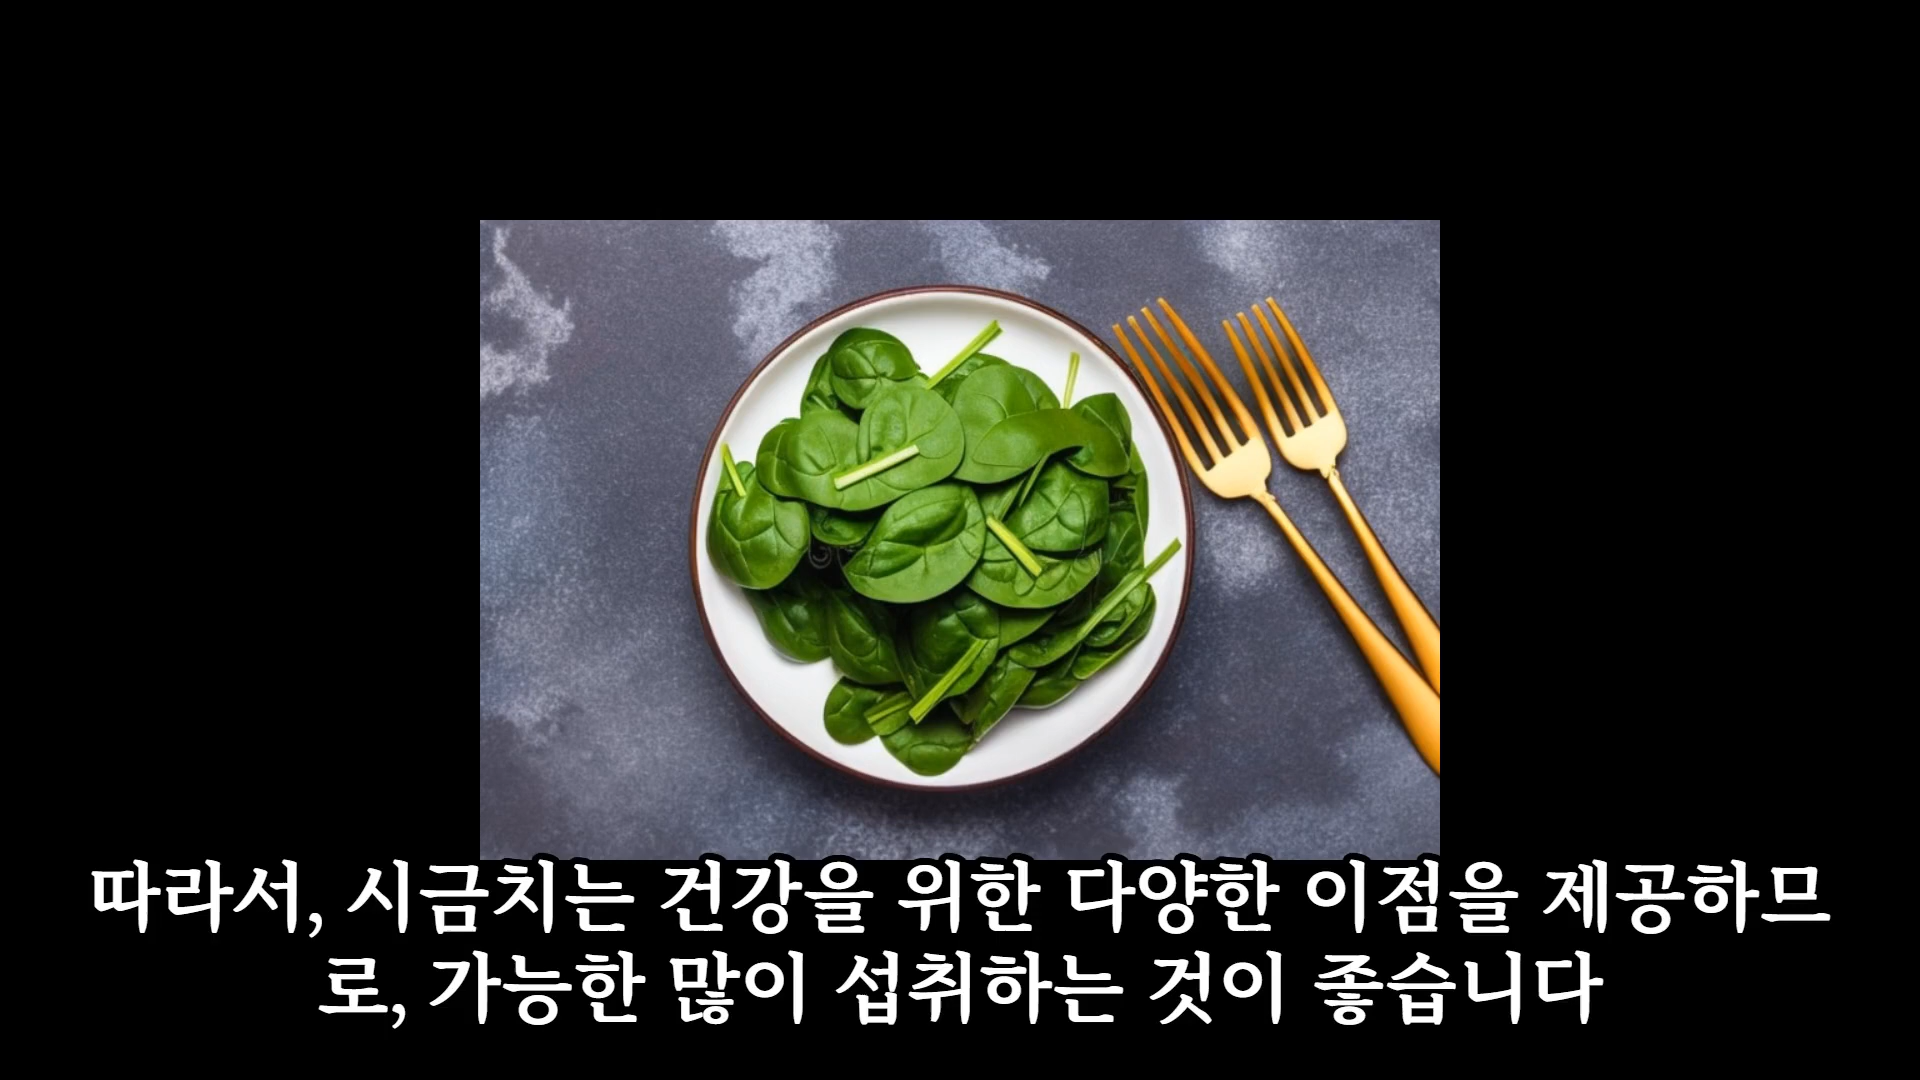 따라서, 시금치는 건강을 위한 다양한 이점을 제공하므
로, 가능한 많이 섭취하는 것이 좋습니다